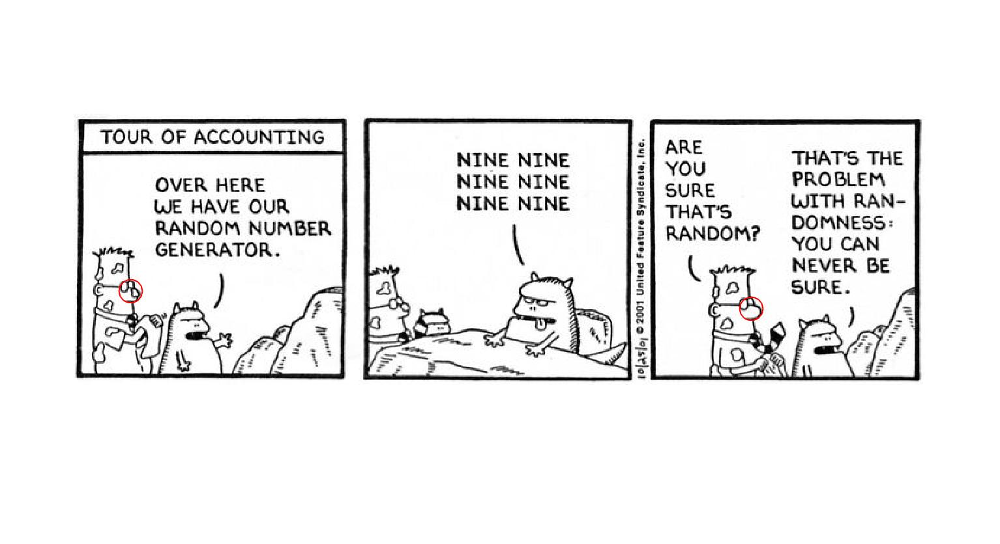 TOUR OF ACCOUNTING
OVER HERE
WE HAVE OUR
RANDOM NUMBER
GENERATOR.
NINE NINE
NINE NINE
NINE NINE
10/25/01 © 2001 United Feature Syndicate, Inc.
ARE
YOU
SURE
THAT'S
RANDOM?
THAT'S THE
PROBLEM
WITH RAN-
DOMNESS:
YOU CAN
NEVER BE
SURE.